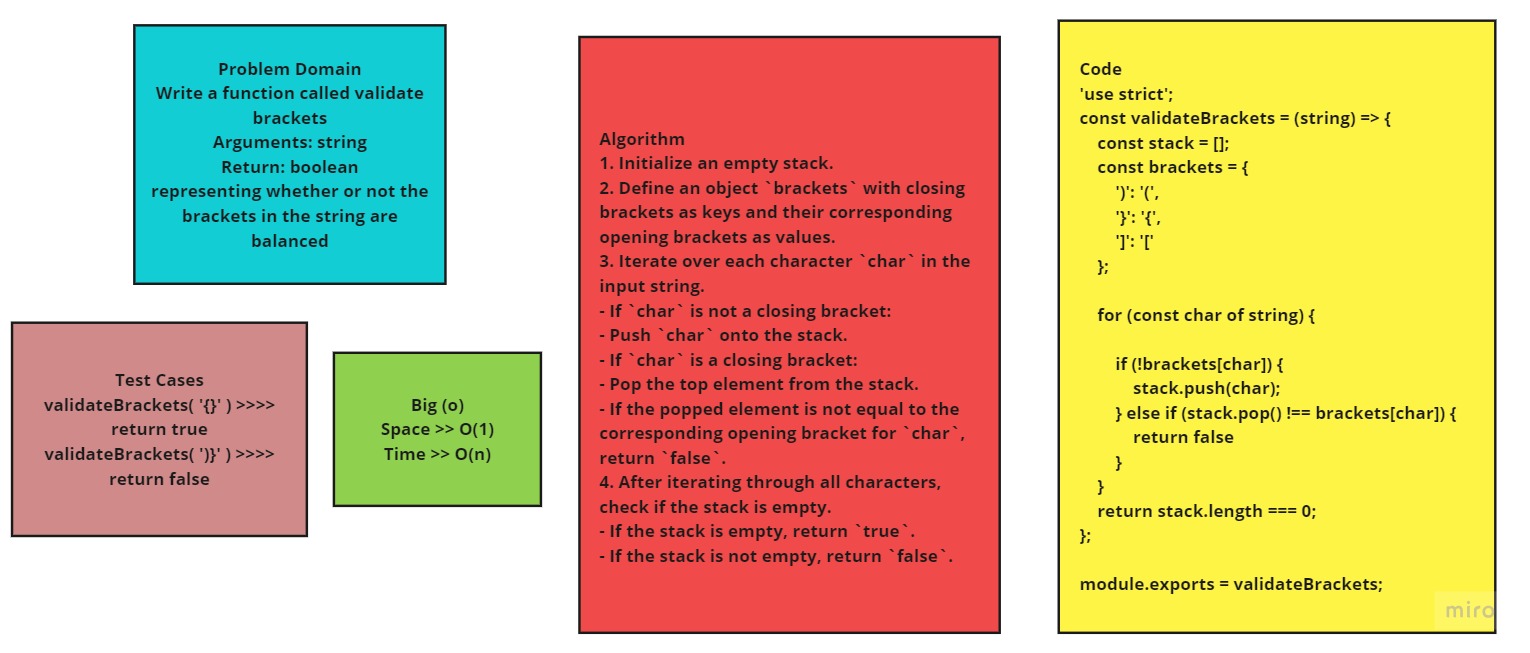 Problem Domain
Write a function called validate
brackets
Arguments: string
Return: boolean
representing whether or not the
brackets in the string are
balanced
Test Cases
validateBrackets( '{}' ) >>>>
return true
validateBrackets( ')}' ) >>>>
return false
Big (o)
Space >> O(1)
Time >> O(n)
Algorithm
1. Initialize an empty stack.
2. Define an object `brackets` with closing
brackets as keys and their corresponding
opening brackets as values.
3. Iterate over each character `char` in the
input string.
- If `char` is not a closing bracket:
- Push `char` onto the stack.
- If `char` is a closing bracket:
- Pop the top element from the stack.
- If the popped element is not equal to the
corresponding opening bracket for `char`,
return `false`.
4. After iterating through all characters,
check if the stack is empty.
- If the stack is empty, return `true`.
- If the stack is not empty, return `false`.
Code
'use strict';
const validateBrackets = (string) => {
    const stack = [];
    const brackets = {
        ')': '(',
        '}': '{',
        ']': '['
    };
    for (const char of string) {
        if (!brackets[char]) {
            stack.push(char);
        } else if (stack.pop() !== brackets[char]) {
            return false
        }
    }
    return stack.length === 0;
};
module.exports = validateBrackets;
miro